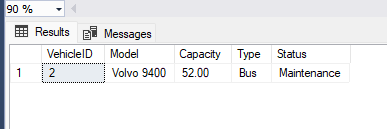 90 %
Results Messages
VehicleID Model Capacity Type Status
1 2 Volvo 9400 52.00 Bus Maintenance